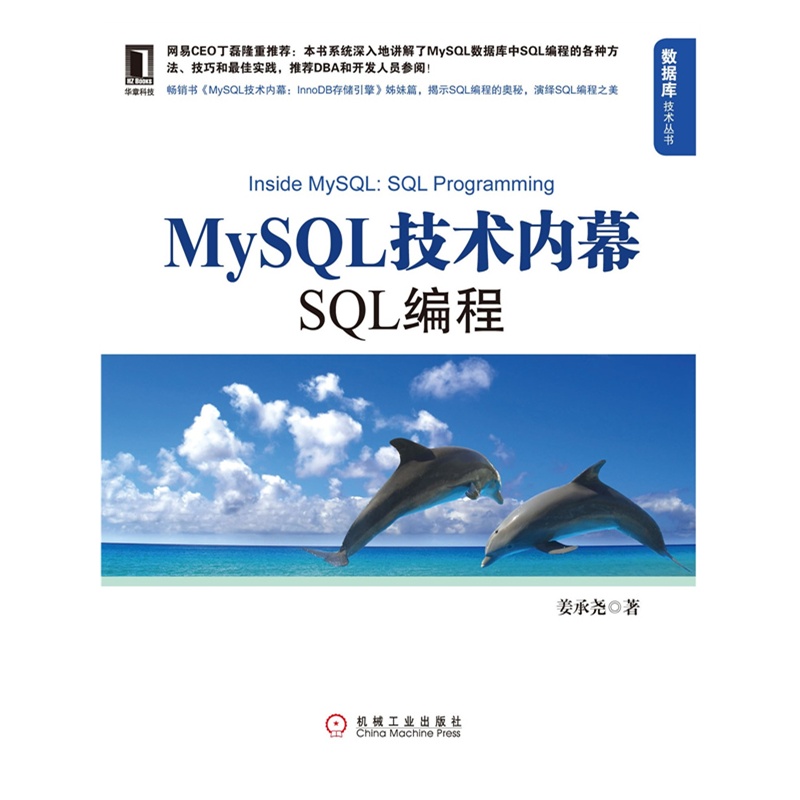 网易CEO丁磊隆重推荐：本书系统深入地讲解了MySQL数据库中SQL编程的各种方
法、技巧和最佳实践，推荐DBA和开发人员参阅！
HZ Books
华章科技
畅销书《MySQL技术内幕：InnoDB存储引擎》姊妹篇，揭示SQL编程的奥秘，演绎SQL编程之美
数据库技术丛书
Inside MySQL: SQL Programming
MySQL技术内幕
SQL编程
姜承尧◎著
机械工业出版社
China Machine Press